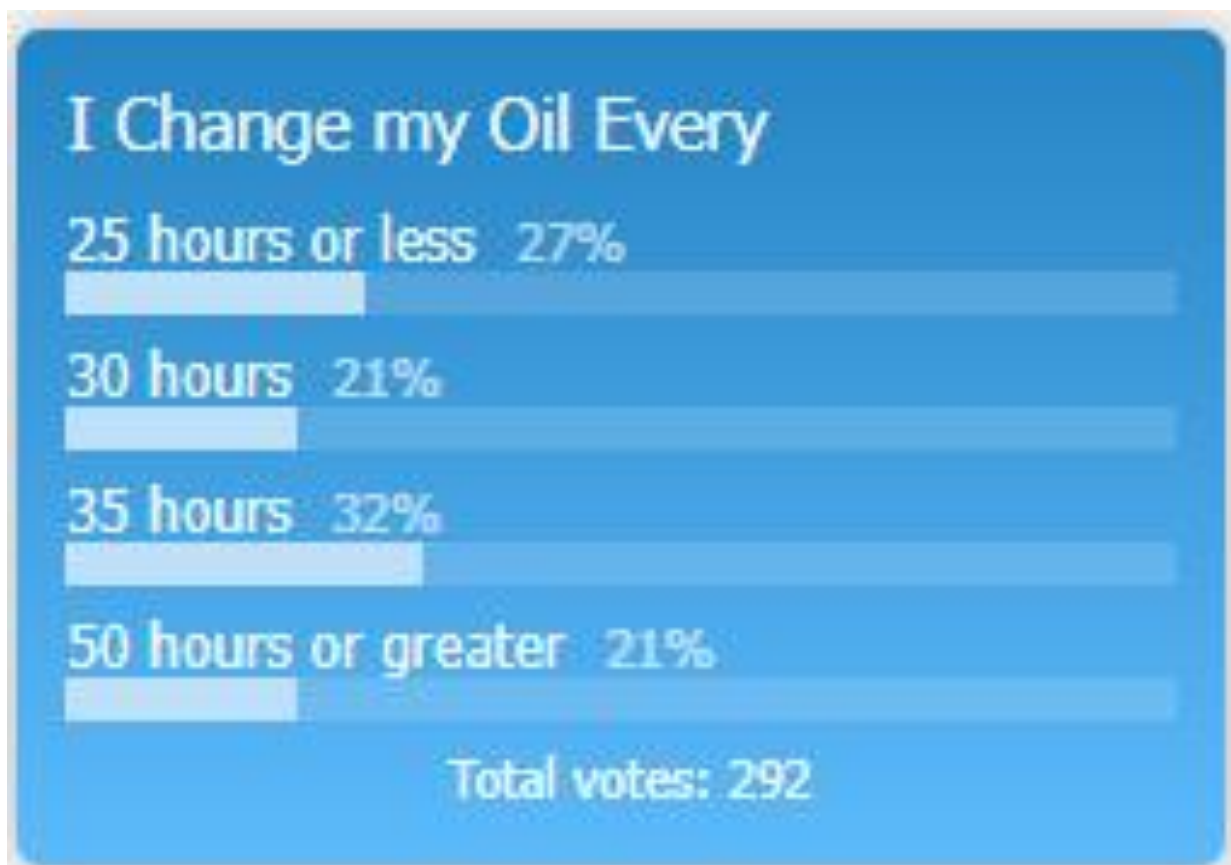 I Change my Oil Every
25 hours or less 27%
30 hours 21%
35 hours 32%
50 hours or greater 21%
Total votes: 292